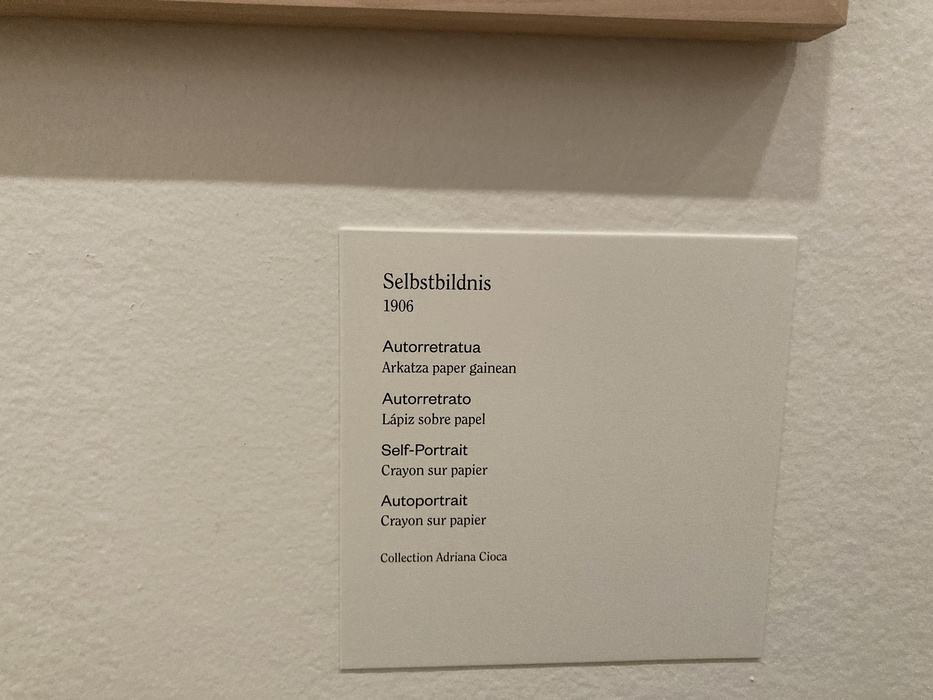 Selbstbildnis
1906
Autorretratua
Arkatza paper gainean
Autorretrato
Lápiz sobre papel
Self-Portrait
Crayon sur papier
Autoportrait
Crayon sur papier
Collection Adriana Cioca